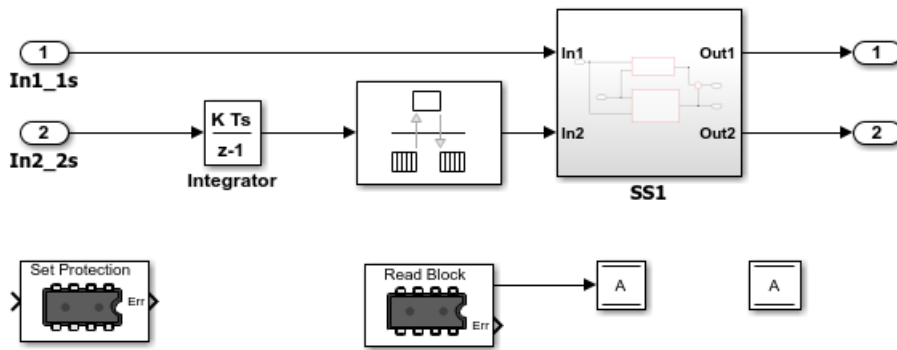 1
In1_1s
In1
Out1
1
2
In2_2s
K Ts
z-1
Integrator
In2
Out2
2
SS1
Set Protection
Err
Read Block
Err
A
A